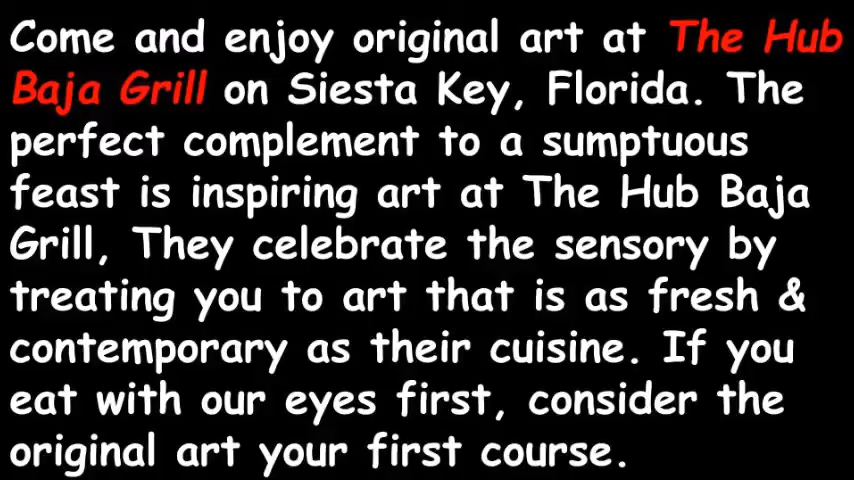 Come and enjoy original art at The Hub
Baja Grill on Siesta Key, Florida. The
perfect complement to a sumptuous
feast is inspiring art at The Hub Baja
Grill, They celebrate the sensory by
treating you to art that is as fresh &
contemporary as their cuisine. If you
eat with our eyes first, consider the
original art your first course.